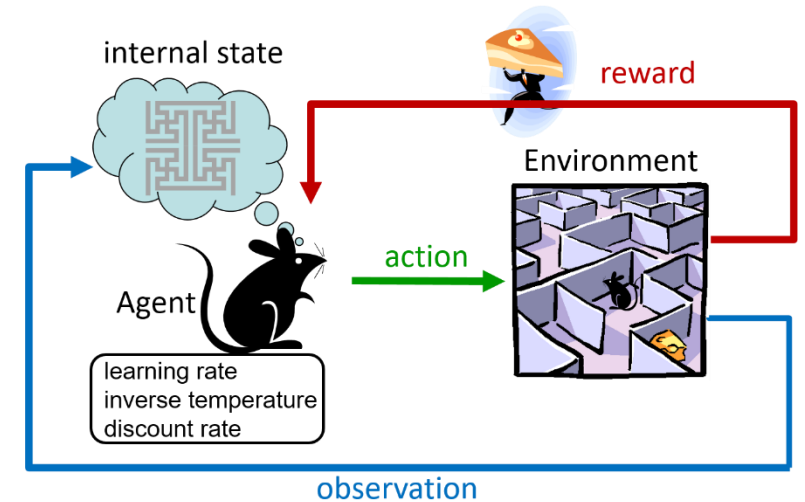 internal state
reward
Environment
action
Agent
learning rate
inverse temperature
discount rate
observation